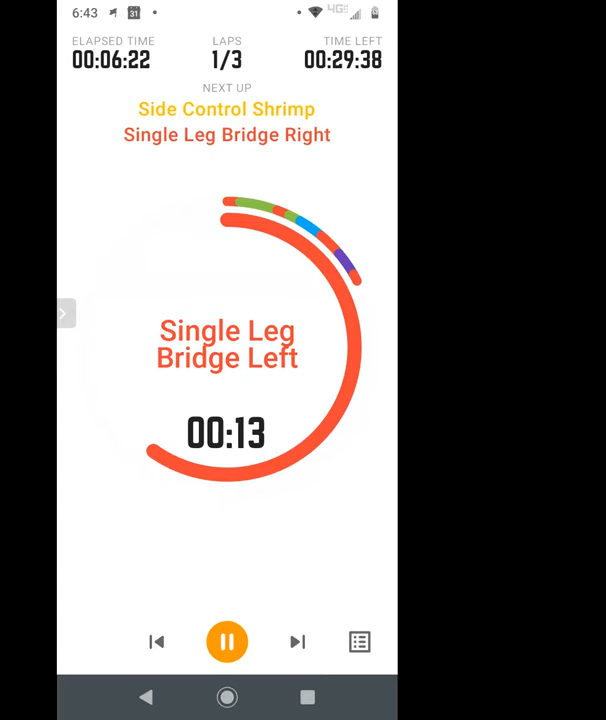 6:43
31
4G
ELAPSED TIME LAPS TIME LEFT
00:06:22 1/3 00:29:38
NEXT UP
Side Control Shrimp
Single Leg Bridge Right
Single Leg
Bridge Left
00:13